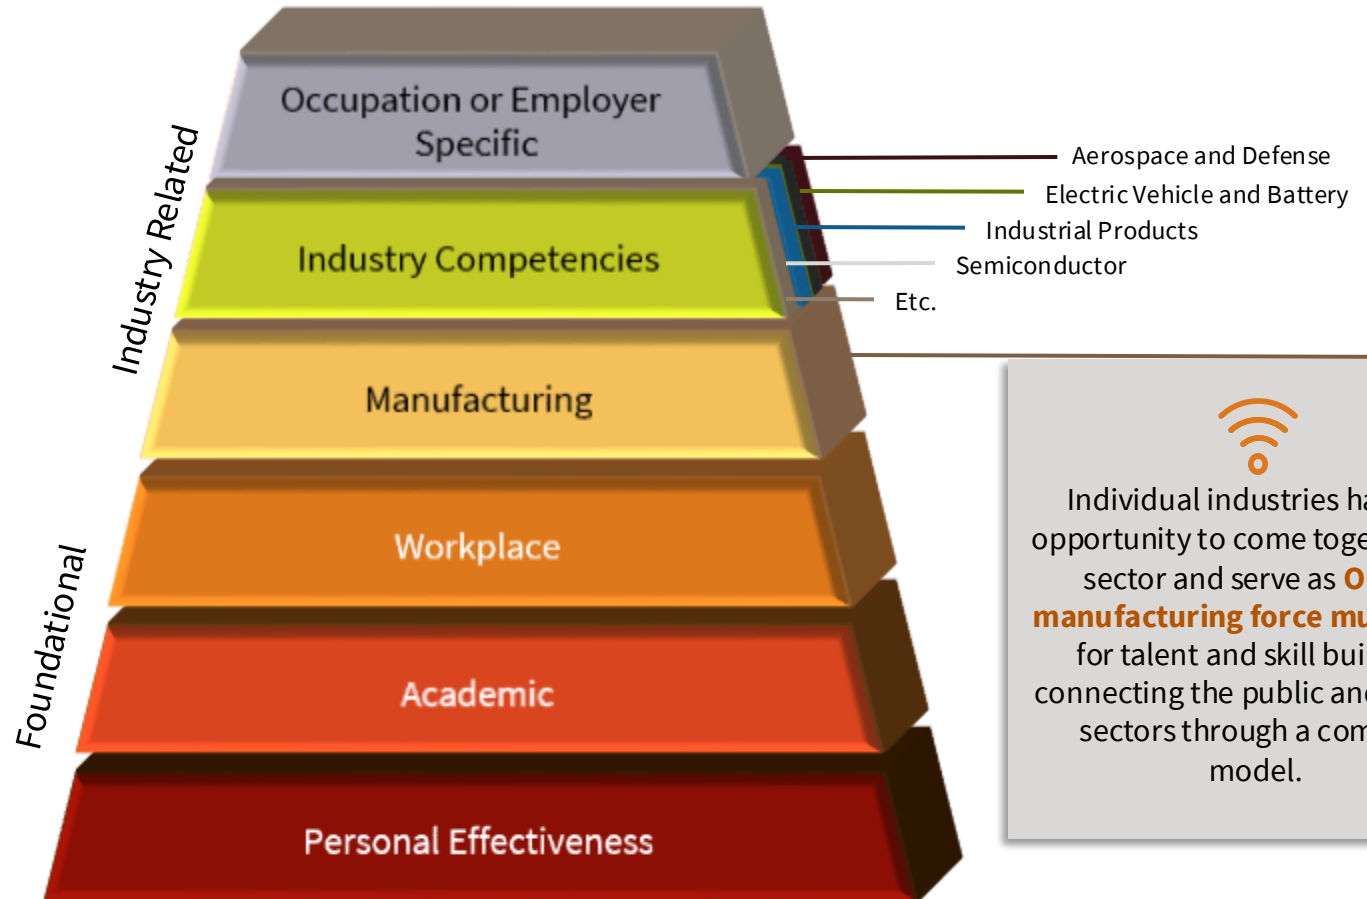 Occupation or Employer
Specific
Industry Related
Aerospace and Defense
Electric Vehicle and Battery
Industrial Products
Semiconductor
Etc.
Industry Competencies
Manufacturing
Workplace
Foundational
Academic
Personal Effectiveness
Individual industries
opportunity to come
sector and serve as
manufacturing force
for talent and skill
connecting the public
sectors through a
model.